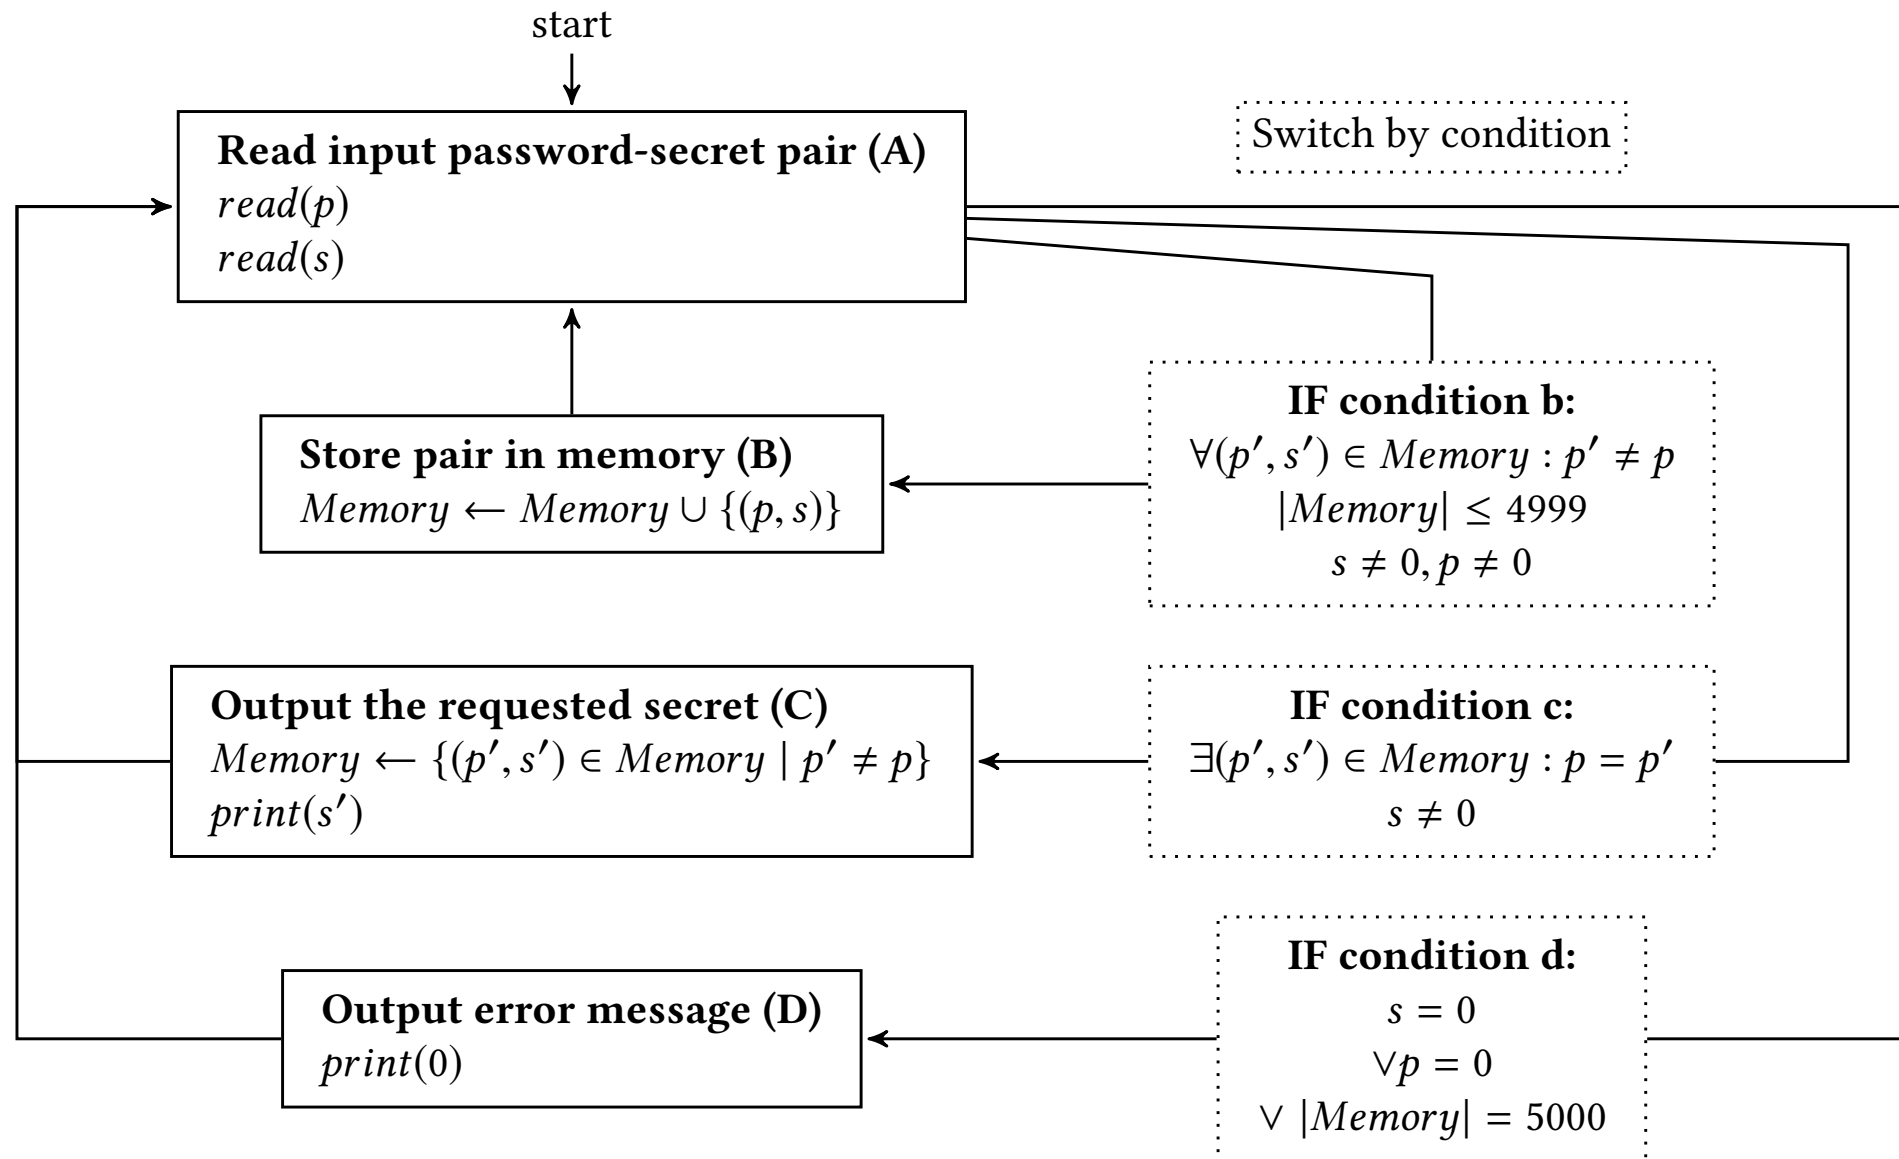 start
Read input password-secret pair (A)
read(p)
read(s)
Switch by condition
Store pair in memory (B)
Memory ← Memory ∪ {(p, s)}
IF condition b:
∀(p′, s′) ∈ Memory : p′ ≠ p
|Memory| ≤ 4999
s ≠ 0, p ≠ 0
Output the requested secret (C)
Memory ← {(p′, s′) ∈ Memory | p′ ≠ p}
print(s′)
IF condition c:
∃(p′, s′) ∈ Memory : p = p′
s ≠ 0
Output error message (D)
print(0)
IF condition d:
s = 0
∨p = 0
∨ |Memory| = 5000